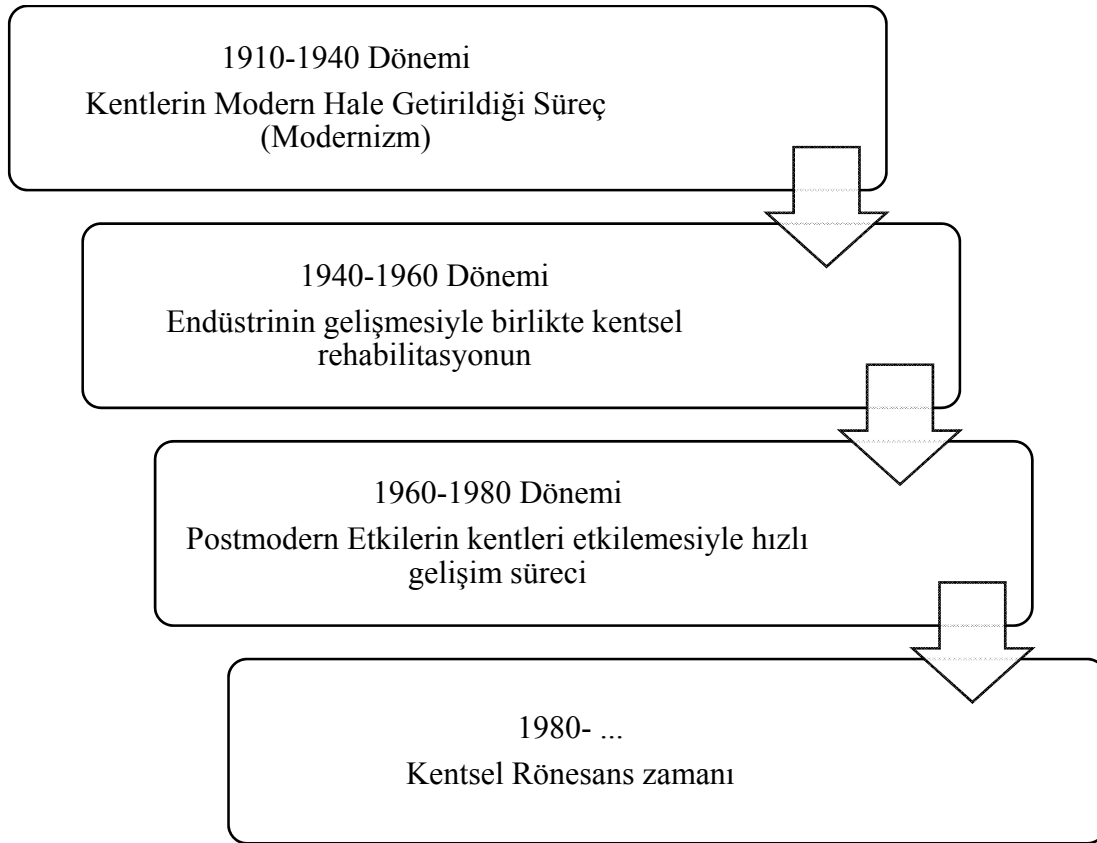 1910-1940 Dönemi
Kentlerin Modern Hale Getirildiği Süreç
(Modernizm)
1940-1960 Dönemi
Endüstrinin gelişmesiyle birlikte kentsel
rehabilitasyonun
1960-1980 Dönemi
Postmodern Etkilerin kentleri etkilemesiyle hızlı
gelişim süreci
1980- ...
Kentsel Rönesans zamanı